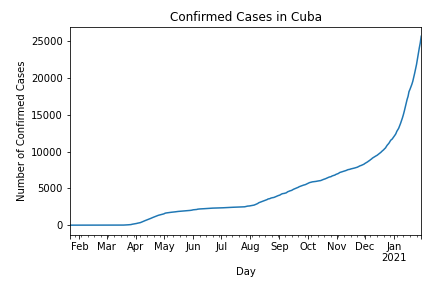 Confirmed Cases in Cuba
Number of Confirmed Cases
25000
20000
15000
10000
5000
0
Feb Mar Apr May Jun Jul Aug Sep Oct Nov Dec Jan
2021
Day